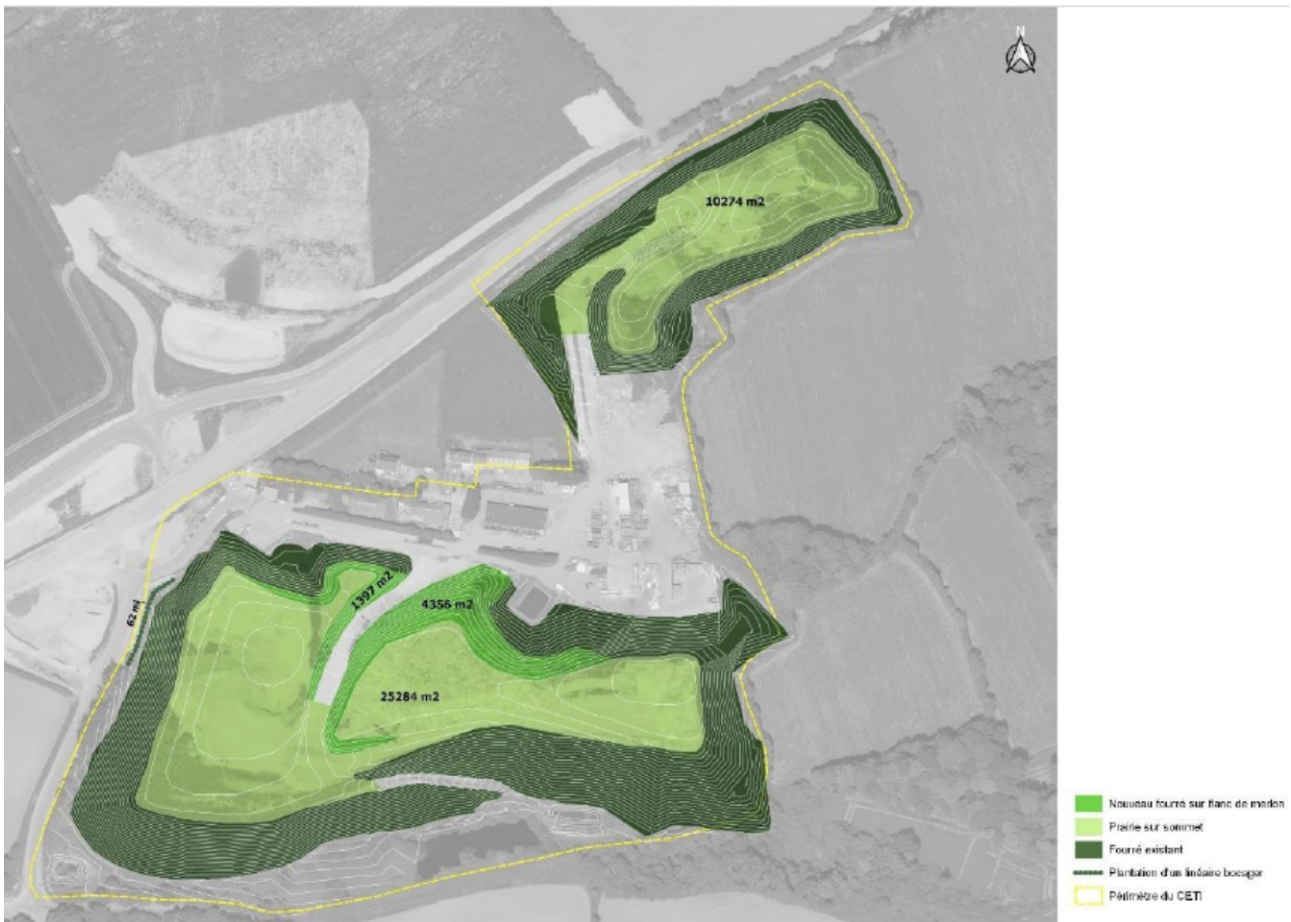 N
10274 m2
1397 m2
4356 m2
62 ml
25284 m2
Nouveau fourré sur flanc de merlon
Prairie sur sommet
Fourré existant
Plantation d'un linéaire bocager
Périmètre du CETI